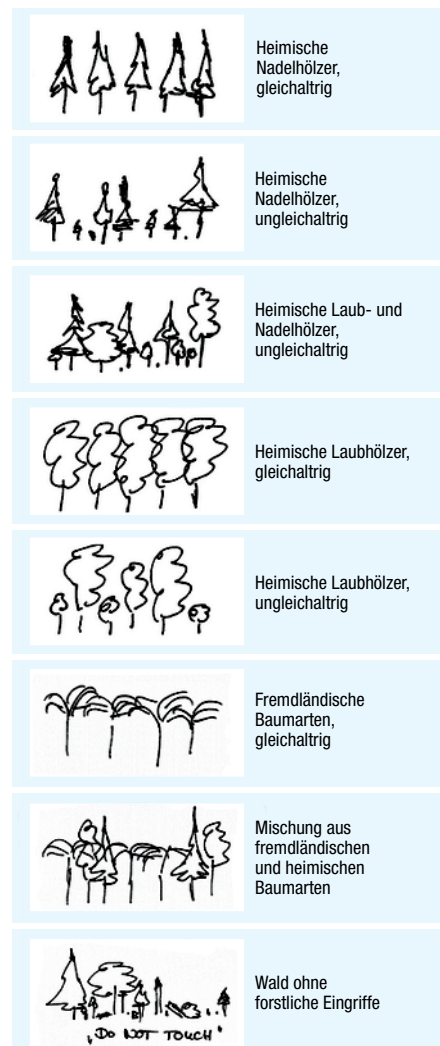 Heimische
Nadelhölzer,
gleichaltrig
Heimische
Nadelhölzer,
ungleichaltrig
Heimische Laub- und
Nadelhölzer,
ungleichaltrig
Heimische Laubhölzer,
gleichaltrig
Heimische Laubhölzer,
ungleichaltrig
Fremdländische
Baumarten,
gleichaltrig
Mischung aus
fremdländischen
und heimischen
Baumarten
Wald ohne
forstliche Eingriffe
"DO NOT TOUCH"